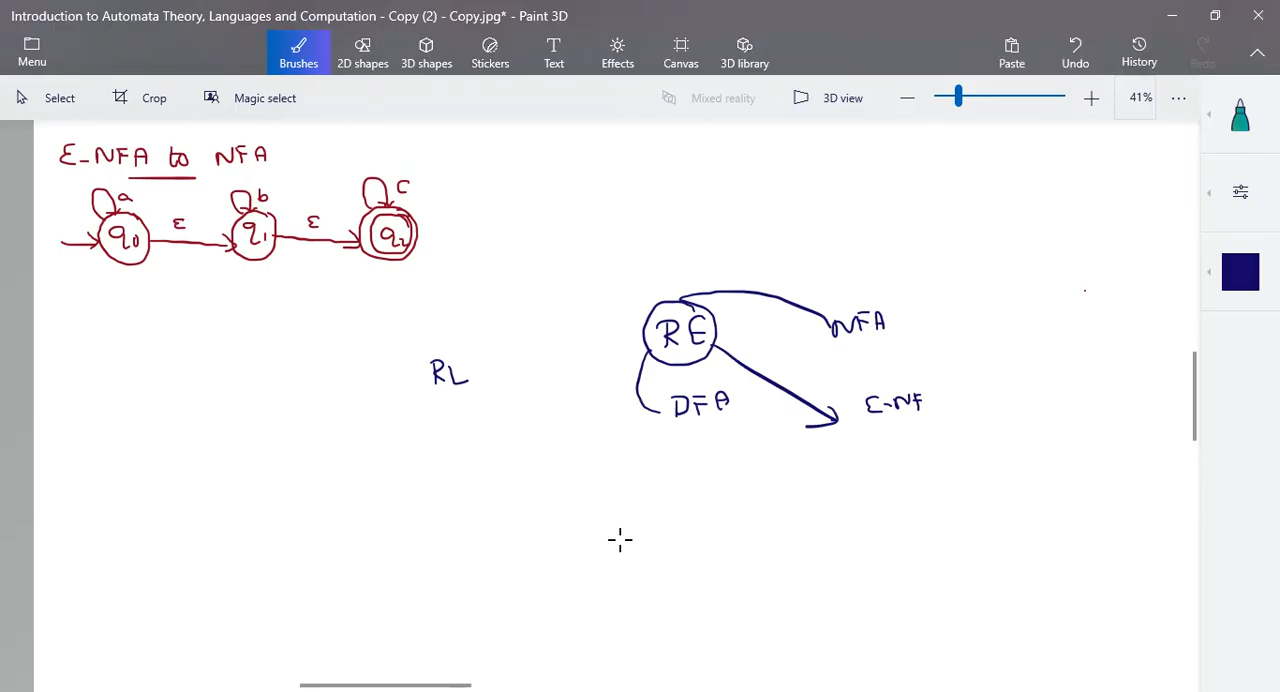 Introduction to Automata Theory, Languages and Computation - Copy (2) - Copy.jpg* - Paint 3D
Menu
Brushes
2D shapes
3D shapes
Stickers
Text
Effects
Canvas
3D library
Paste
Undo
History
Redo
Select
Crop
Magic select
Mixed reality
3D view
41%
ε-NFA to NFA
a
b
c
q0
ε
q1
ε
q2
RE
NFA
RL
DFA
ε-NF